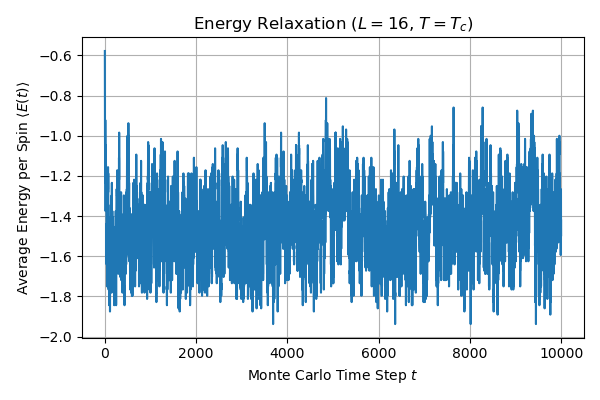 Energy Relaxation (L = 16, T = T_c)
Average Energy per Spin ⟨E(t)⟩
−0.6
−0.8
−1.0
−1.2
−1.4
−1.6
−1.8
−2.0
0 2000 4000 6000 8000 10000
Monte Carlo Time Step t